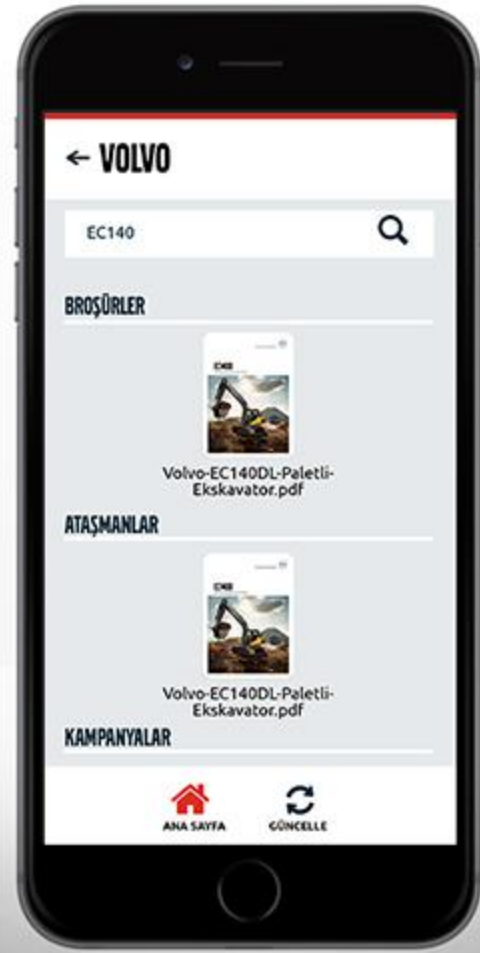 ← VOLVO
EC140
BROŞÜRLER
Volvo-EC140DL-Paletli-
Ekskavator.pdf
ATAŞMANLAR
Volvo-EC140DL-Paletli-
Ekskavator.pdf
KAMPANYALAR
ANA SAYFA GÜNCELLE